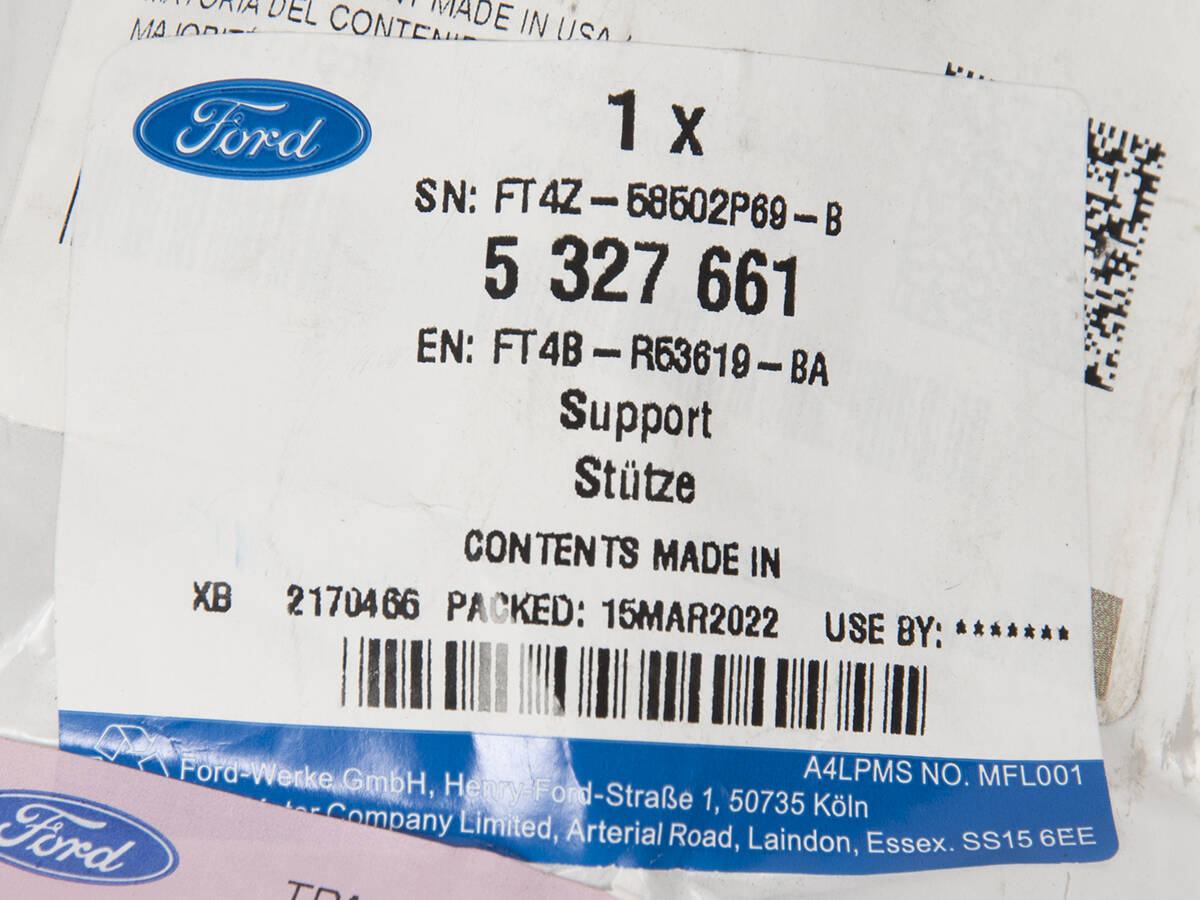 MADE IN USA
DEL
Ford
1 x
SN: FT4Z-58502P69-B
5 327 661
EN: FT4B-R53619-BA
Support
Stütze
CONTENTS MADE IN
XB 2170466 PACKED: 15MAR2022 USE BY: *******
A4LPMS NO. MFL001
Ford-Werke GmbH, Henry-Ford-Straße 1, 50735 Köln
Company Limited, Arterial Road, Laindon, Essex. SS15 6EE
Ford